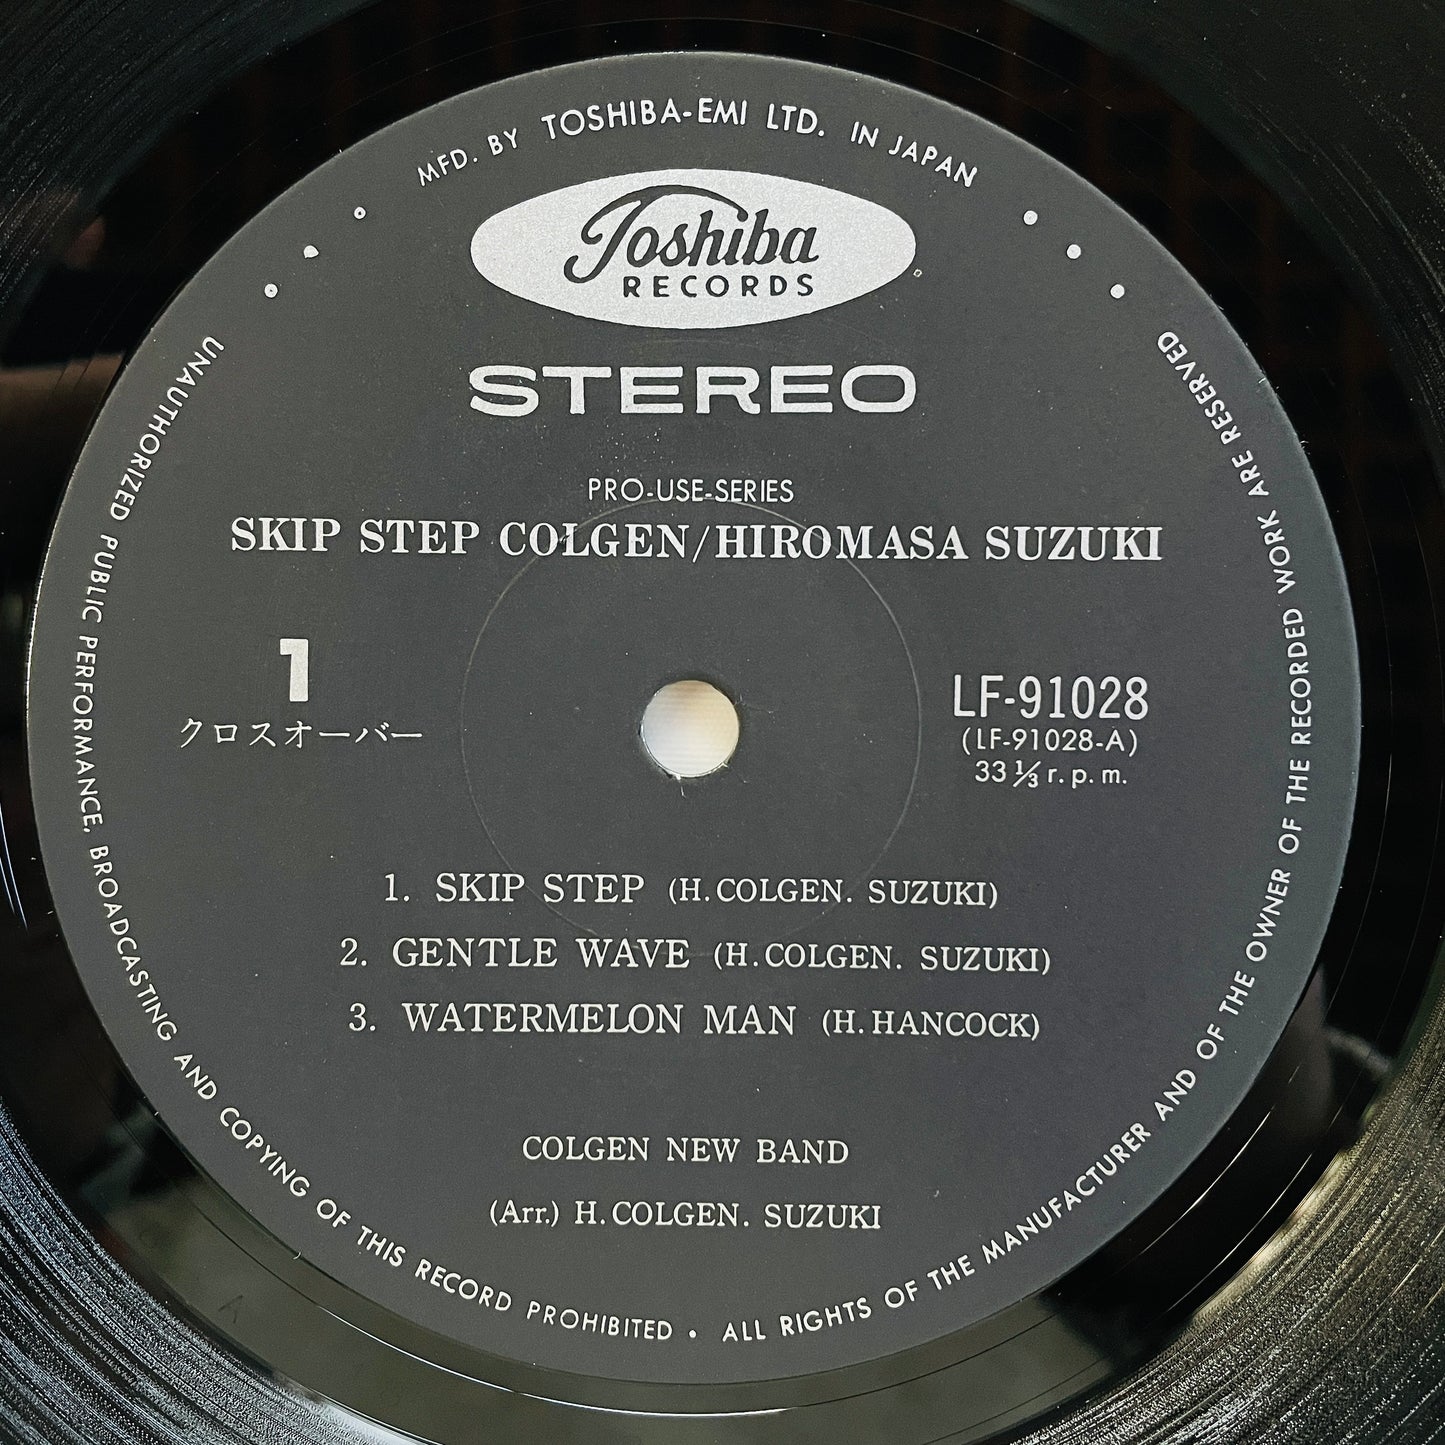 MFD. BY TOSHIBA-EMI LTD. IN JAPAN
Toshiba
RECORDS
STEREO
PRO-USE-SERIES
SKIP STEP COLGEN/HIROMASA SUZUKI
1
クロスオーバー
LF-91028
(LF-91028-A)
33 1/3 r.p.m.
1. SKIP STEP (H.COLGEN. SUZUKI)
2. GENTLE WAVE (H.COLGEN. SUZUKI)
3. WATERMELON MAN (H.HANCOCK)
COLGEN NEW BAND
(Arr.) H.COLGEN. SUZUKI
UNAUTHORIZED PUBLIC PERFORMANCE, BROADCASTING AND COPYING OF THIS RECORD PROHIBITED • ALL RIGHTS OF THE MANUFACTURER AND OF THE OWNER OF THE RECORDED WORK ARE RESERVED